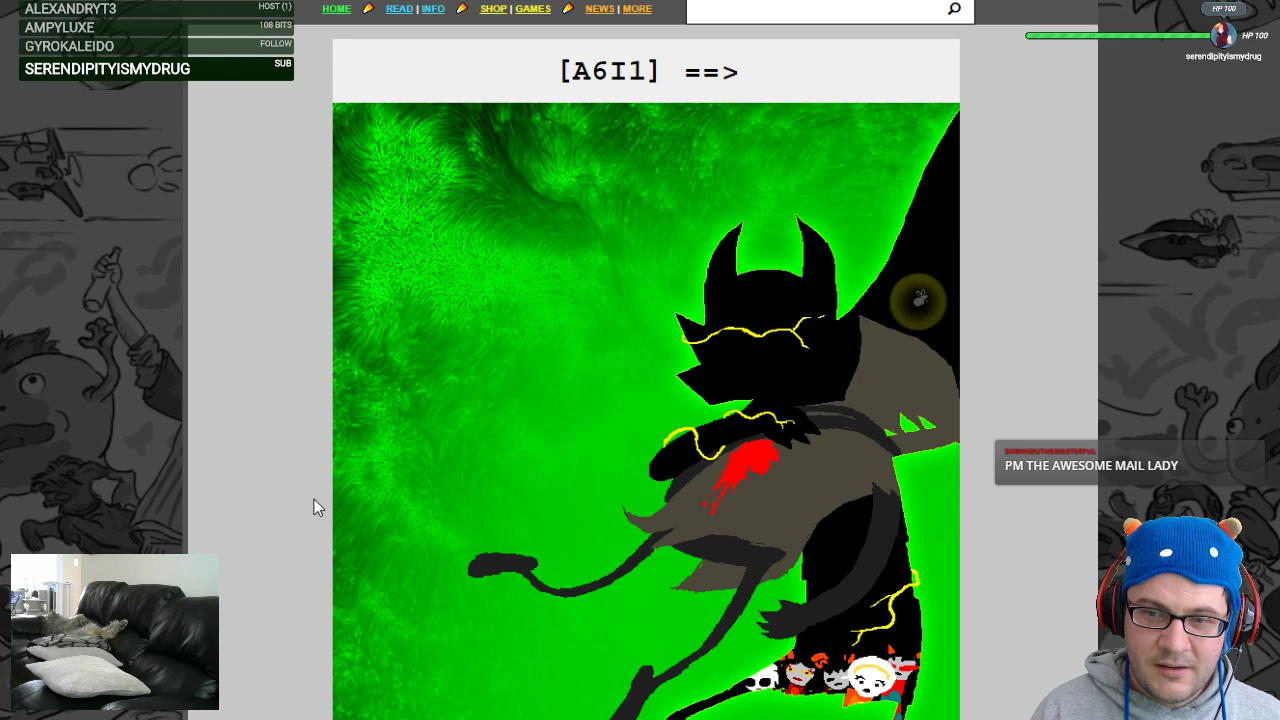 ALEXANDRYT3 HOST (1)
AMPYLUXE 108 BITS
GYROKALEIDO FOLLOW
SERENDIPITYISMYDRUG SUB
HOME READ | INFO SHOP | GAMES NEWS | MORE
HP 100
HP 100
serendipityismydrug
[A6I1] ==>
PM THE AWESOME MAIL LADY